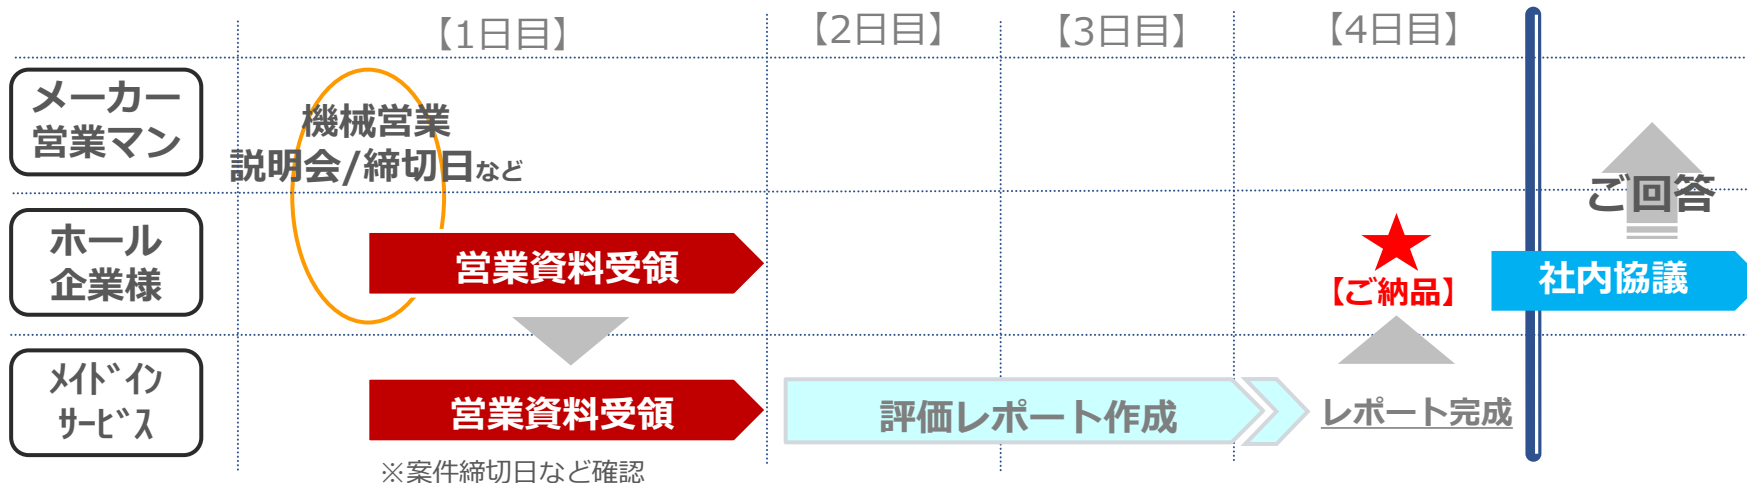 【1日目】
【2日目】
【3日目】
【4日目】
メーカー
営業マン
機械営業
説明会/締切日など
ご回答
ホール
企業様
営業資料受領
【ご納品】
社内協議
ﾒｲﾄﾞｲﾝ
ｻｰﾋﾞｽ
営業資料受領
評価レポート作成
レポート完成
※案件締切日など確認